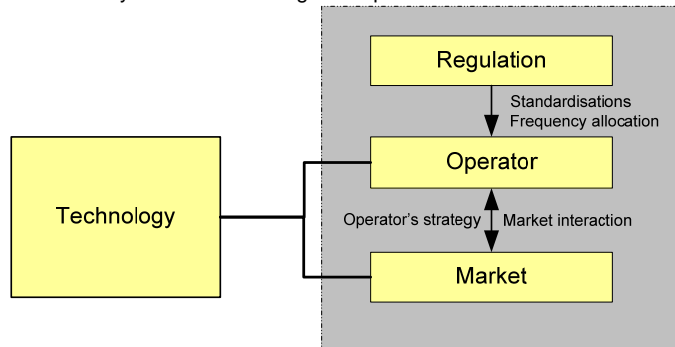 Regulation
Standardisations
Frequency allocation
Operator
Technology
Operator's strategy
Market interaction
Market